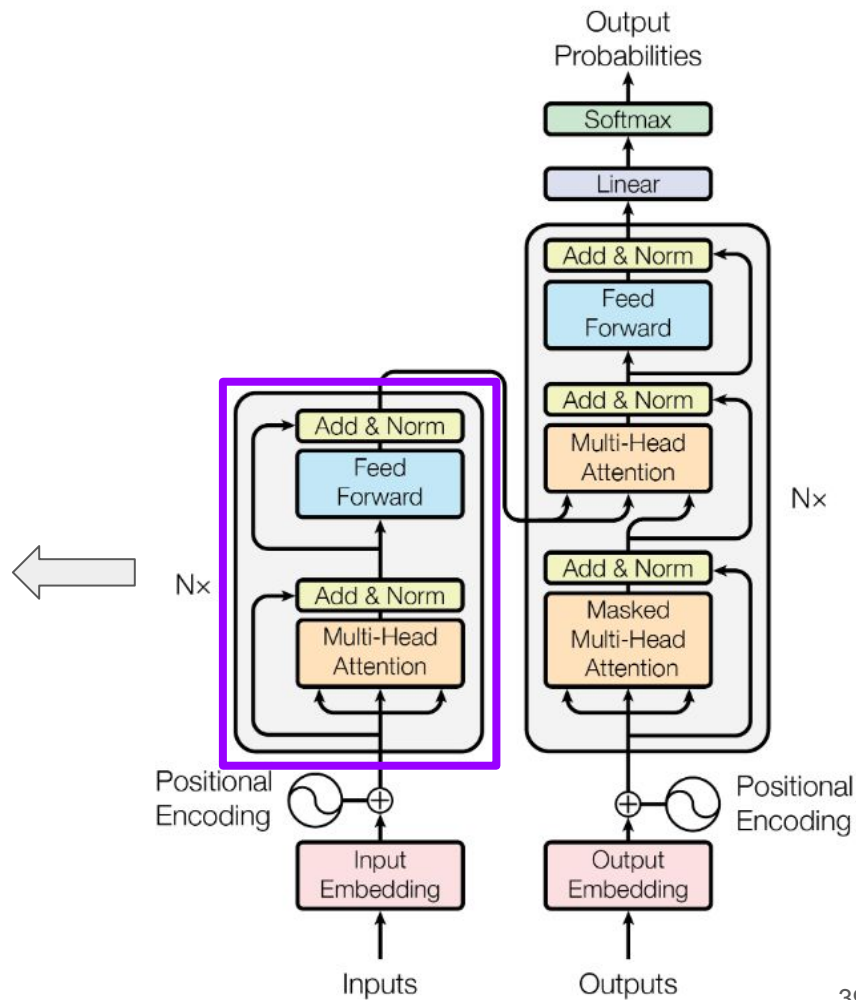 Output
Probabilities
Softmax
Linear
Add & Norm
Feed
Forward
Add & Norm
Multi-Head
Attention
Nx
Add & Norm
Masked
Multi-Head
Attention
Add & Norm
Feed
Forward
Nx
Add & Norm
Multi-Head
Attention
Positional
Encoding
Positional
Encoding
Input
Embedding
Output
Embedding
Inputs
Outputs